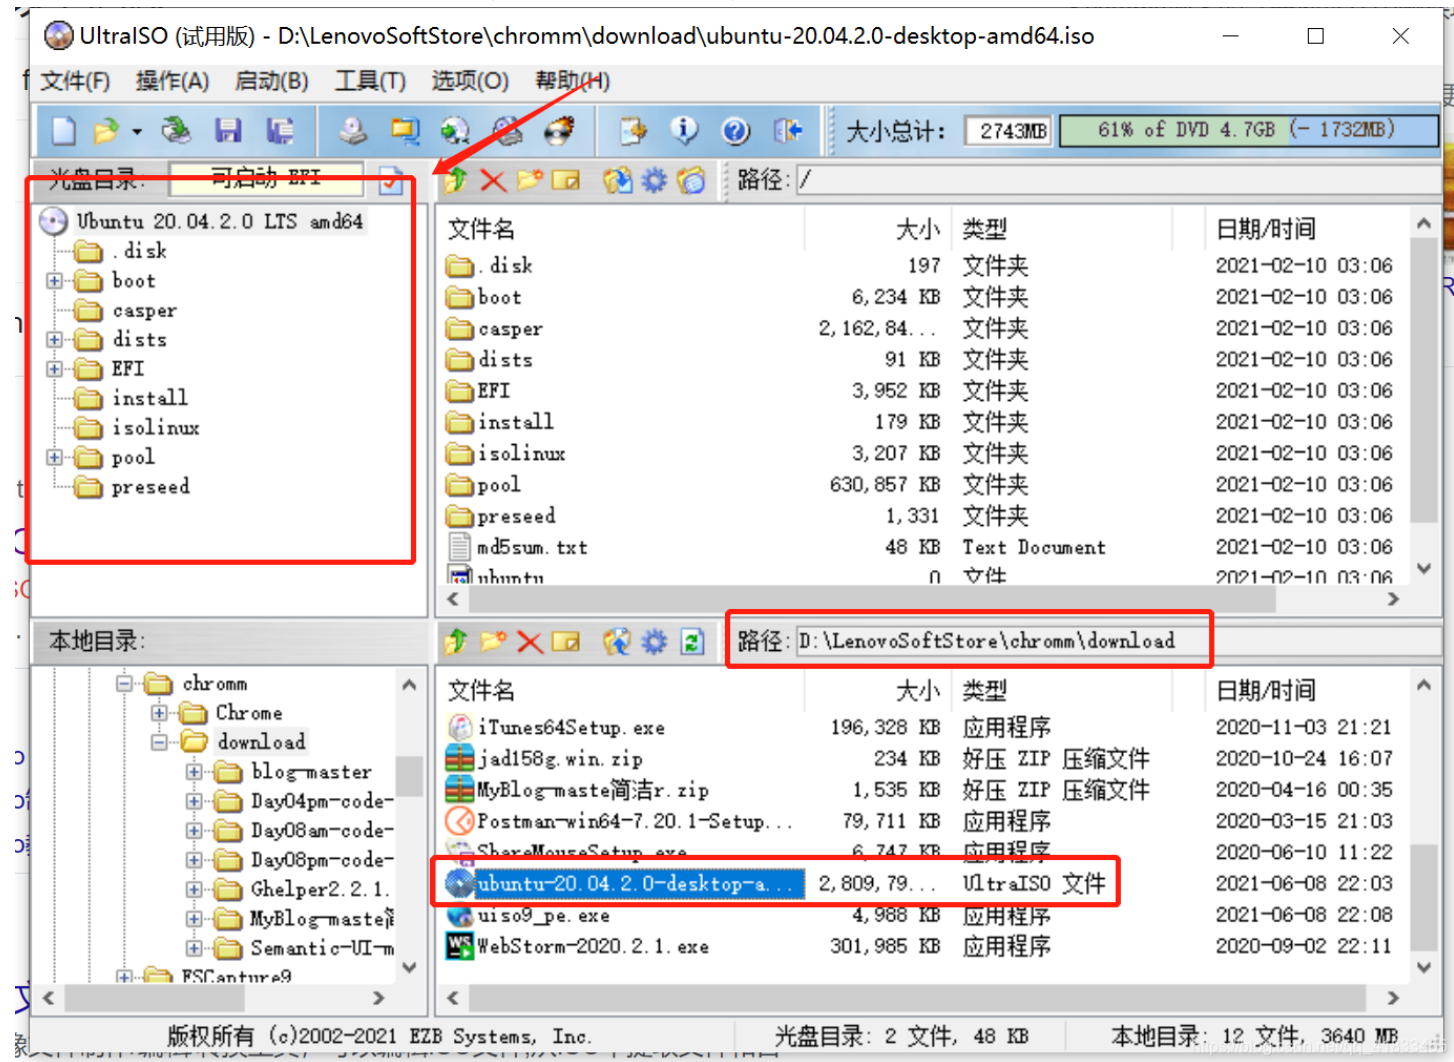 UltraISO (试用版) - D:\LenovoSoftStore\chromm\download\ubuntu-20.04.2.0-desktop-amd64.iso
文件(F) 操作(A) 启动(B) 工具(T) 选项(O) 帮助(H)
大小总计: 2743MB 61% of DVD 4.7GB (- 1732MB)
光盘目录: 可启动 EFI 路径: /
Ubuntu 20.04.2.0 LTS amd64
.disk
boot
casper
dists
EFI
install
isolinux
pool
preseed
文件名 大小 类型 日期/时间
.disk 197 文件夹 2021-02-10 03:06
boot 6,234 KB 文件夹 2021-02-10 03:06
casper 2,162,84... 文件夹 2021-02-10 03:06
dists 91 KB 文件夹 2021-02-10 03:06
EFI 3,952 KB 文件夹 2021-02-10 03:06
install 179 KB 文件夹 2021-02-10 03:06
isolinux 3,207 KB 文件夹 2021-02-10 03:06
pool 630,857 KB 文件夹 2021-02-10 03:06
preseed 1,331 文件夹 2021-02-10 03:06
md5sum.txt 48 KB Text Document 2021-02-10 03:06
ubuntu 0 文件 2021-02-10 03:06
本地目录: 路径: D:\LenovoSoftStore\chromm\download
chromm
Chrome
download
blog-master
Day04pm-code-
Day08am-code-
Day08pm-code-
Ghelper2.2.1.
MyBlog-maste简
Semantic-UI-m
FSCapture9
文件名 大小 类型 日期/时间
iTunes64Setup.exe 196,328 KB 应用程序 2020-11-03 21:21
jad158g.win.zip 234 KB 好压 ZIP 压缩文件 2020-10-24 16:07
MyBlog-maste简洁r.zip 1,535 KB 好压 ZIP 压缩文件 2020-04-16 00:35
Postman-win64-7.20.1-Setup... 79,711 KB 应用程序 2020-03-15 21:03
ShareMouseSetup.exe 6,747 KB 应用程序 2020-06-10 11:22
ubuntu-20.04.2.0-desktop-a... 2,809,79... UltraISO 文件 2021-06-08 22:03
uiso9_pe.exe 4,988 KB 应用程序 2021-06-08 22:08
WebStorm-2020.2.1.exe 301,985 KB 应用程序 2020-09-02 22:11
版权所有 (c)2002-2021 EZB Systems, Inc. 光盘目录: 2 文件, 48 KB 本地目录: 12 文件, 3640 MB